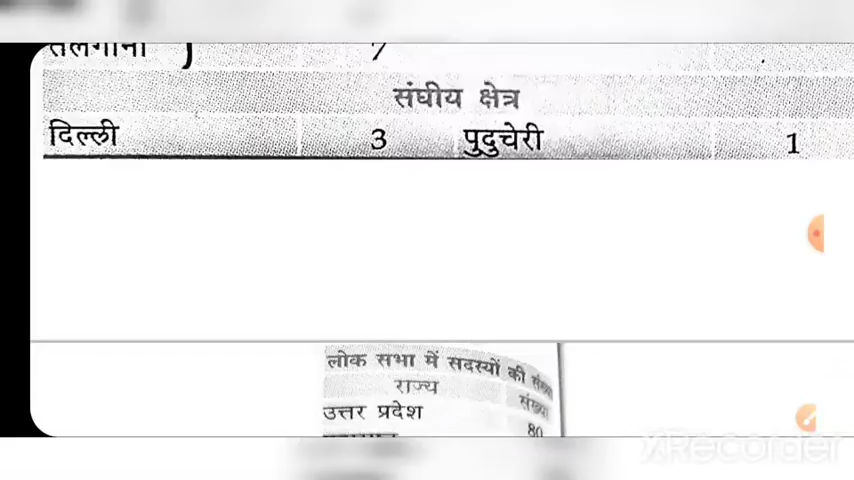 तेलंगाना 7
संघीय क्षेत्र
दिल्ली 3 पुदुचेरी 1
लोक सभा में सदस्यों की संख्या
राज्य संख्या
उत्तर प्रदेश 80
XRecorder